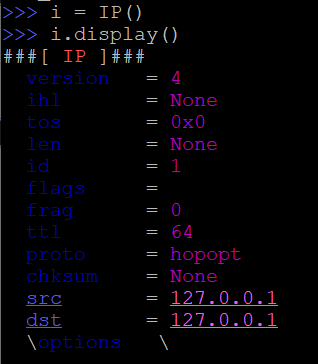 >>> i = IP()
>>> i.display()
###[ IP ]###
  version   = 4
  ihl       = None
  tos       = 0x0
  len       = None
  id        = 1
  flags     =
  frag      = 0
  ttl       = 64
  proto     = hopopt
  chksum    = None
  src       = 127.0.0.1
  dst       = 127.0.0.1
  \options   \